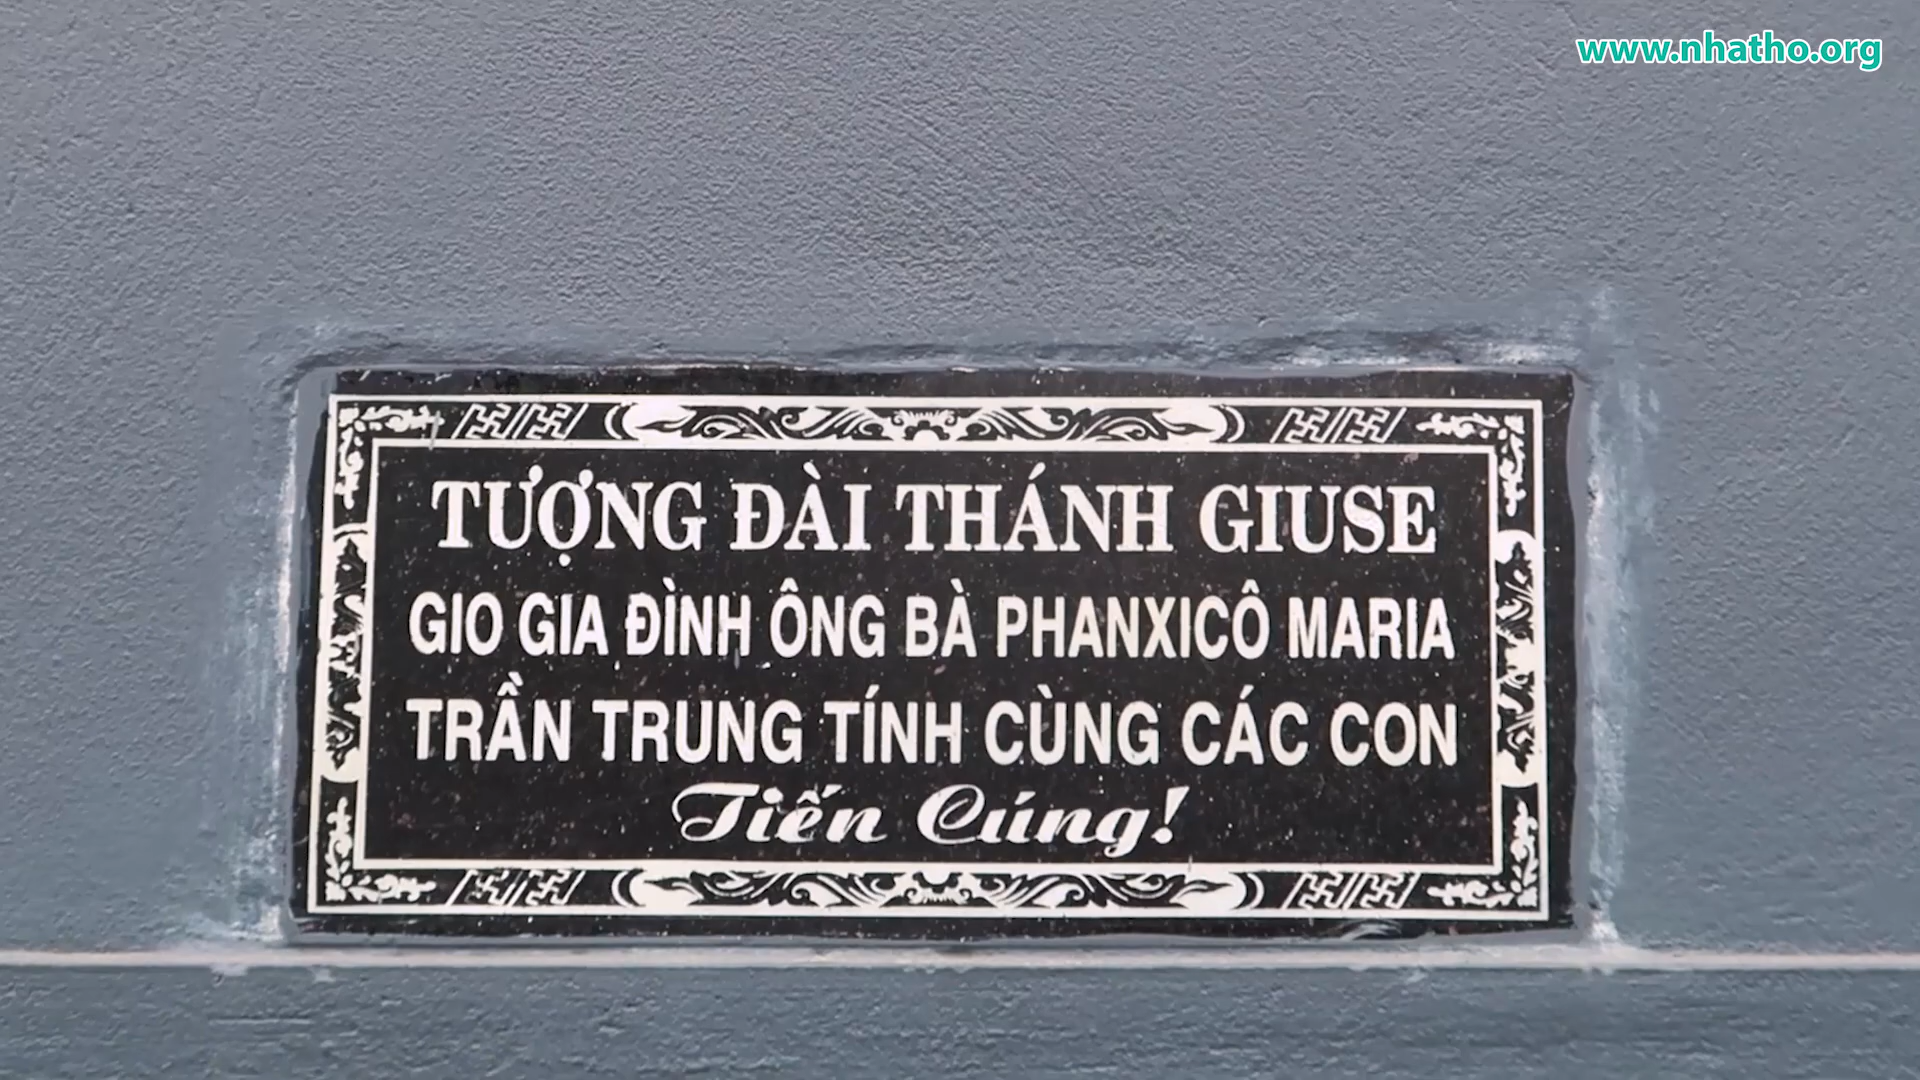 www.nhatho.org
TƯỢNG ĐÀI THÁNH GIUSE
GIO GIA ĐÌNH ÔNG BÀ PHANXICÔ MARIA
TRẦN TRUNG TÍNH CÙNG CÁC CON
Tiến Cúng!